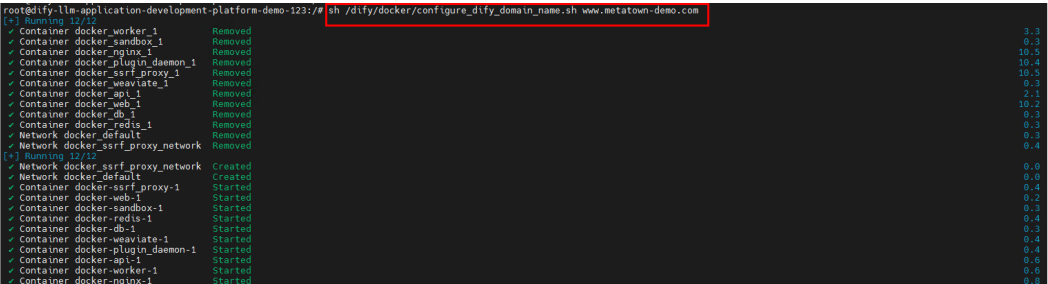 root@dify-llm-application-development-platform-demo-123:/# sh /dify/docker/configure_dify_domain_name.sh www.metatown-demo.com
[+] Running 12/12
✔ Container docker_worker_1 Removed 3.3
✔ Container docker_sandbox_1 Removed 0.3
✔ Container docker_nginx_1 Removed 10.5
✔ Container docker_plugin_daemon_1 Removed 10.4
✔ Container docker_ssrf_proxy_1 Removed 10.5
✔ Container docker_weaviate_1 Removed 0.3
✔ Container docker_api_1 Removed 2.1
✔ Container docker_web_1 Removed 10.2
✔ Container docker_db_1 Removed 0.3
✔ Container docker_redis_1 Removed 0.3
✔ Network docker_default Removed 0.3
✔ Network docker_ssrf_proxy_network Removed 0.4
[+] Running 12/12
✔ Network docker_ssrf_proxy_network Created 0.0
✔ Network docker_default Created 0.0
✔ Container docker-ssrf_proxy-1 Started 0.4
✔ Container docker-web-1 Started 0.2
✔ Container docker-sandbox-1 Started 0.3
✔ Container docker-redis-1 Started 0.4
✔ Container docker-db-1 Started 0.3
✔ Container docker-weaviate-1 Started 0.4
✔ Container docker-plugin_daemon-1 Started 0.4
✔ Container docker-api-1 Started 0.6
✔ Container docker-worker-1 Started 0.6
✔ Container docker-nginx-1 Started 0.8